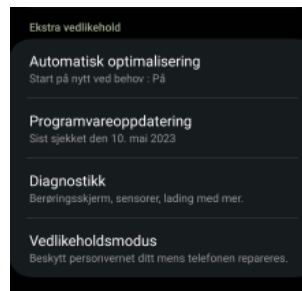 Ekstra vedlikehold
Automatisk optimalisering
Start på nytt ved behov : På
Programvareoppdatering
Sist sjekket den 10. mai 2023
Diagnostikk
Berøringsskjerm, sensorer, lading med mer.
Vedlikeholdsmodus
Beskytt personvernet ditt mens telefonen repareres.